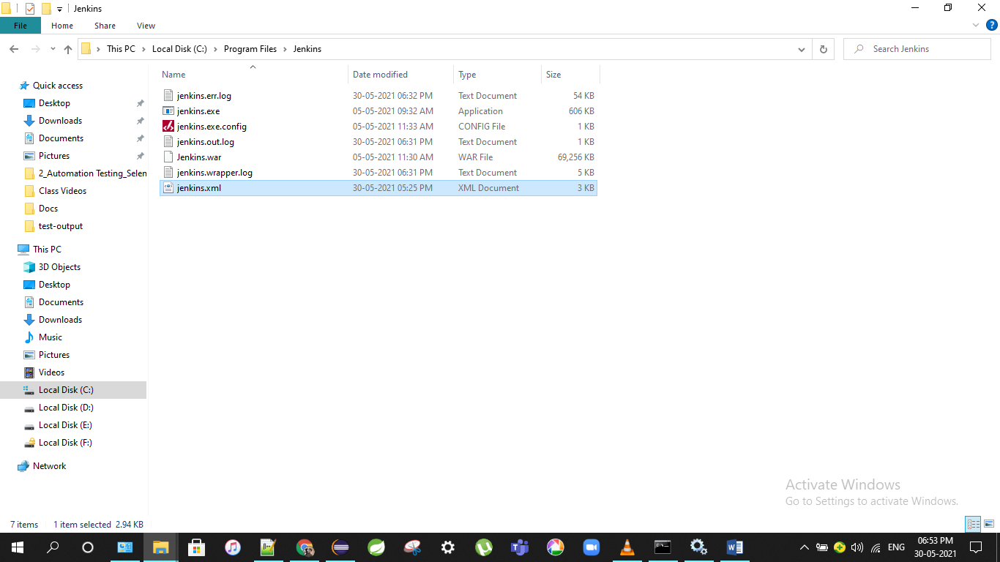 Jenkins
File Home Share View
This PC Local Disk (C:) Program Files Jenkins
Search Jenkins
Name Date modified Type Size
jenkins.err.log 30-05-2021 06:32 PM Text Document 54 KB
jenkins.exe 05-05-2021 09:32 AM Application 606 KB
jenkins.exe.config 05-05-2021 11:33 AM CONFIG File 1 KB
jenkins.out.log 30-05-2021 06:31 PM Text Document 1 KB
Jenkins.war 05-05-2021 11:30 AM WAR File 69,256 KB
jenkins.wrapper.log 30-05-2021 06:31 PM Text Document 5 KB
jenkins.xml 30-05-2021 05:25 PM XML Document 3 KB
Quick access
Desktop
Downloads
Documents
Pictures
2_Automation Testing_Selen
Class Videos
Docs
test-output
This PC
3D Objects
Desktop
Documents
Downloads
Music
Pictures
Videos
Local Disk (C:)
Local Disk (D:)
Local Disk (E:)
Local Disk (F:)
Network
Activate Windows
Go to Settings to activate Windows.
7 items 1 item selected 2.94 KB
ENG
06:53 PM
30-05-2021